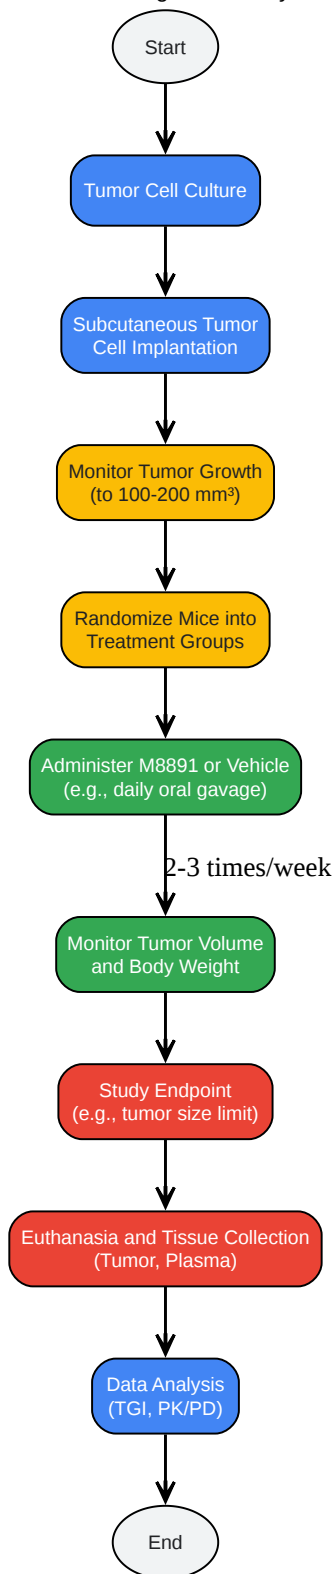 Start
Tumor Cell Culture
Subcutaneous Tumor
Cell Implantation
Monitor Tumor Growth
(to 100-200 mm³)
Randomize Mice into
Treatment Groups
Administer M8891 or Vehicle
(e.g., daily oral gavage)
2-3 times/week
Monitor Tumor Volume
and Body Weight
Study Endpoint
(e.g., tumor size limit)
Euthanasia and Tissue Collection
(Tumor, Plasma)
Data Analysis
(TGI, PK/PD)
End